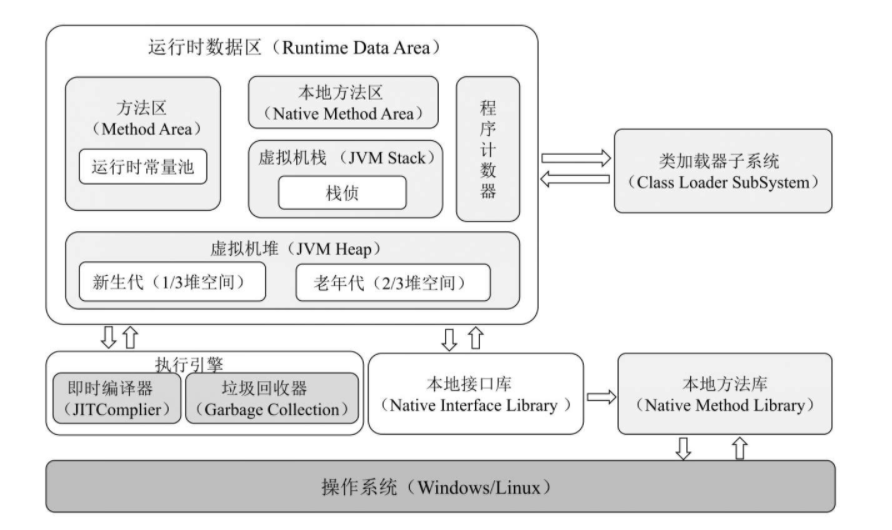 运行时数据区（Runtime Data Area）
方法区
（Method Area）
运行时常量池
本地方法区
（Native Method Area）
虚拟机栈 （JVM Stack）
栈侦
程
序
计
数
器
虚拟机堆（JVM Heap）
新生代（1/3堆空间）
老年代（2/3堆空间）
类加载器子系统
（Class Loader SubSystem）
执行引擎
即时编译器
（JITComplier）
垃圾回收器
（Garbage Collection）
本地接口库
（Native Interface Library ）
本地方法库
（Native Method Library）
操作系统（Windows/Linux）